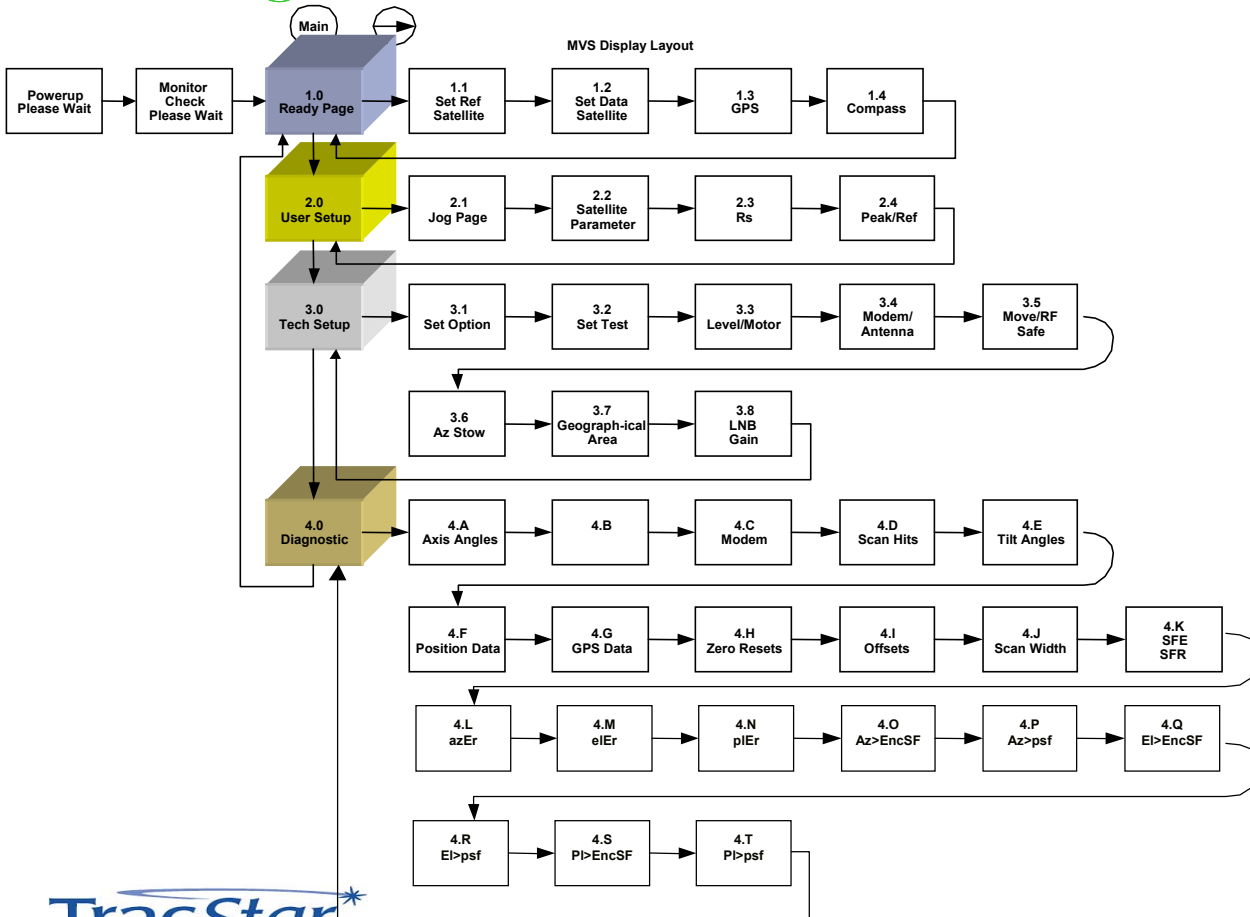 Main
MVS Display Layout
Powerup
Please Wait
Monitor
Check
Please Wait
1.0
Ready Page
1.1
Set Ref
Satellite
1.2
Set Data
Satellite
1.3
GPS
1.4
Compass
2.0
User Setup
2.1
Jog Page
2.2
Satellite
Parameter
2.3
Rs
2.4
Peak/Ref
3.0
Tech Setup
3.1
Set Option
3.2
Set Test
3.3
Level/Motor
3.4
Modem/
Antenna
3.5
Move/RF
Safe
3.6
Az Stow
3.7
Geograph-ical
Area
3.8
LNB
Gain
4.0
Diagnostic
4.A
Axis Angles
4.B
4.C
Modem
4.D
Scan Hits
4.E
Tilt Angles
4.F
Position Data
4.G
GPS Data
4.H
Zero Resets
4.I
Offsets
4.J
Scan Width
4.K
SFE
SFR
4.L
azEr
4.M
elEr
4.N
plEr
4.O
Az>EncSF
4.P
Az>psf
4.Q
El>EncSF
4.R
El>psf
4.S
Pl>EncSF
4.T
Pl>psf
TracStar